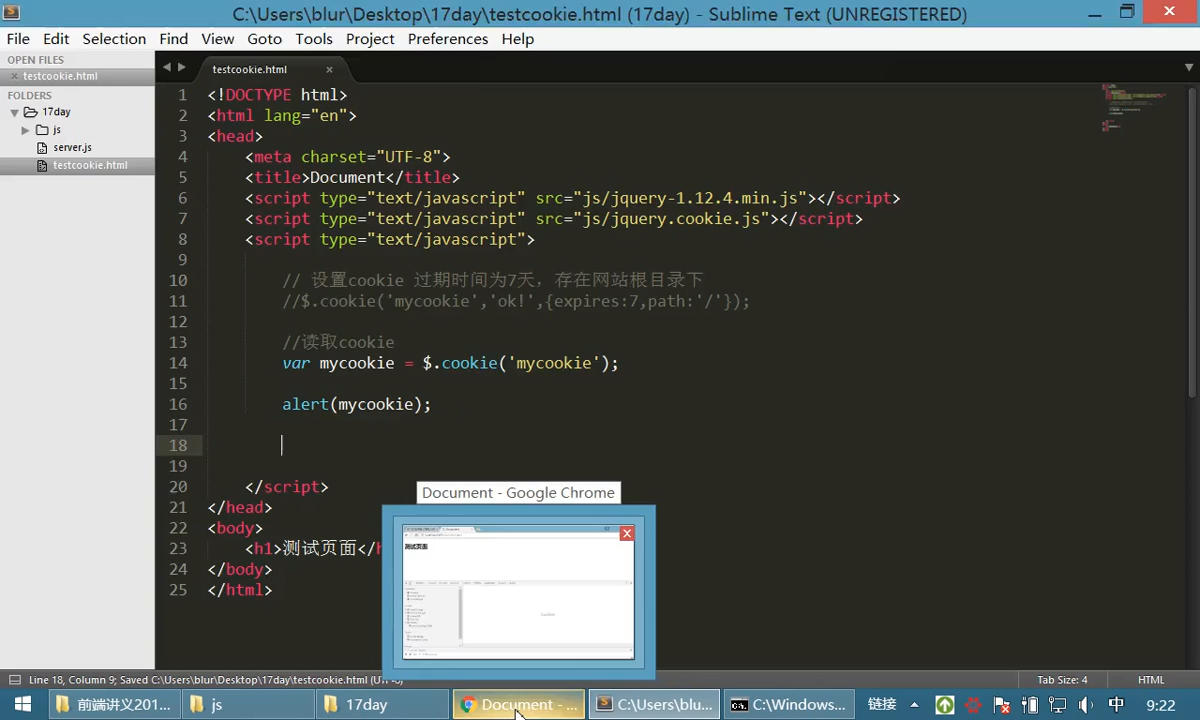 C:\Users\blur\Desktop\17day\testcookie.html (17day) - Sublime Text (UNREGISTERED)
File Edit Selection Find View Goto Tools Project Preferences Help
OPEN FILES
testcookie.html
FOLDERS
17day
js
server.js
testcookie.html
testcookie.html
1 <!DOCTYPE html>
2 <html lang="en">
3 <head>
4 <meta charset="UTF-8">
5 <title>Document</title>
6 <script type="text/javascript" src="js/jquery-1.12.4.min.js"></script>
7 <script type="text/javascript" src="js/jquery.cookie.js"></script>
8 <script type="text/javascript">
9
10 // 设置cookie 过期时间为7天，存在网站根目录下
11 //$.cookie('mycookie','ok!',{expires:7,path:'/'});
12
13 //读取cookie
14 var mycookie = $.cookie('mycookie');
15
16 alert(mycookie);
17
18
19
20 </script>
21 </head>
22 <body>
23 <h1>测试页面</h
24 </body>
25 </html>
Document - Google Chrome
测试页面
Line 18, Column 9; Saved C:\Users\blur\Desktop\17day\testcookie.html (UTF-8)
Tab Size: 4
HTML
前端讲义201...
js
17day
Document - ...
C:\Users\blu...
C:\Windows...
链接
中
9:22